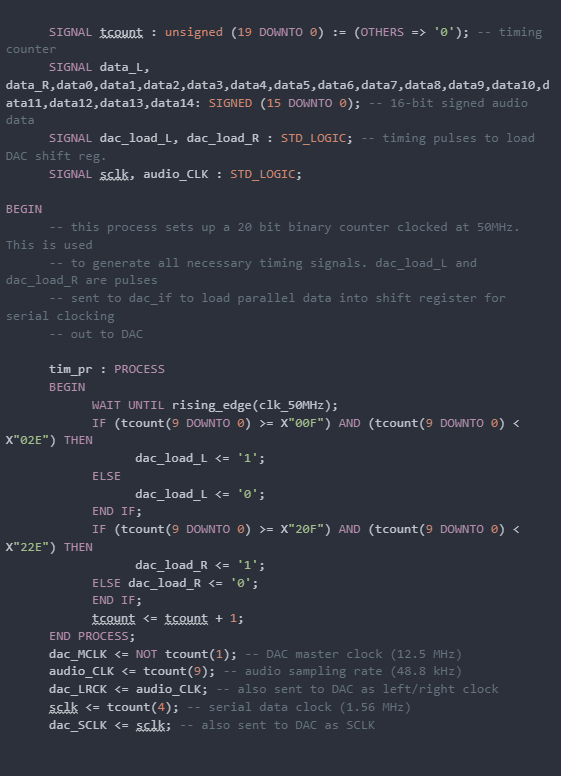 SIGNAL tcount : unsigned (19 DOWNTO 0) := (OTHERS => '0'); -- timing
counter
SIGNAL data_L,
data_R,data0,data1,data2,data3,data4,data5,data6,data7,data8,data9,data10,d
ata11,data12,data13,data14: SIGNED (15 DOWNTO 0); -- 16-bit signed audio
data
SIGNAL dac_load_L, dac_load_R : STD_LOGIC; -- timing pulses to load
DAC shift reg.
SIGNAL sclk, audio_CLK : STD_LOGIC;
BEGIN
-- this process sets up a 20 bit binary counter clocked at 50MHz.
This is used
-- to generate all necessary timing signals. dac_load_L and
dac_load_R are pulses
-- sent to dac_if to load parallel data into shift register for
serial clocking
-- out to DAC
tim_pr : PROCESS
BEGIN
WAIT UNTIL rising_edge(clk_50MHz);
IF (tcount(9 DOWNTO 0) >= X"00F") AND (tcount(9 DOWNTO 0) <
X"02E") THEN
dac_load_L <= '1';
ELSE
dac_load_L <= '0';
END IF;
IF (tcount(9 DOWNTO 0) >= X"20F") AND (tcount(9 DOWNTO 0) <
X"22E") THEN
dac_load_R <= '1';
ELSE dac_load_R <= '0';
END IF;
tcount <= tcount + 1;
END PROCESS;
dac_MCLK <= NOT tcount(1); -- DAC master clock (12.5 MHz)
audio_CLK <= tcount(9); -- audio sampling rate (48.8 kHz)
dac_LRCK <= audio_CLK; -- also sent to DAC as left/right clock
sclk <= tcount(4); -- serial data clock (1.56 MHz)
dac_SCLK <= sclk; -- also sent to DAC as SCLK